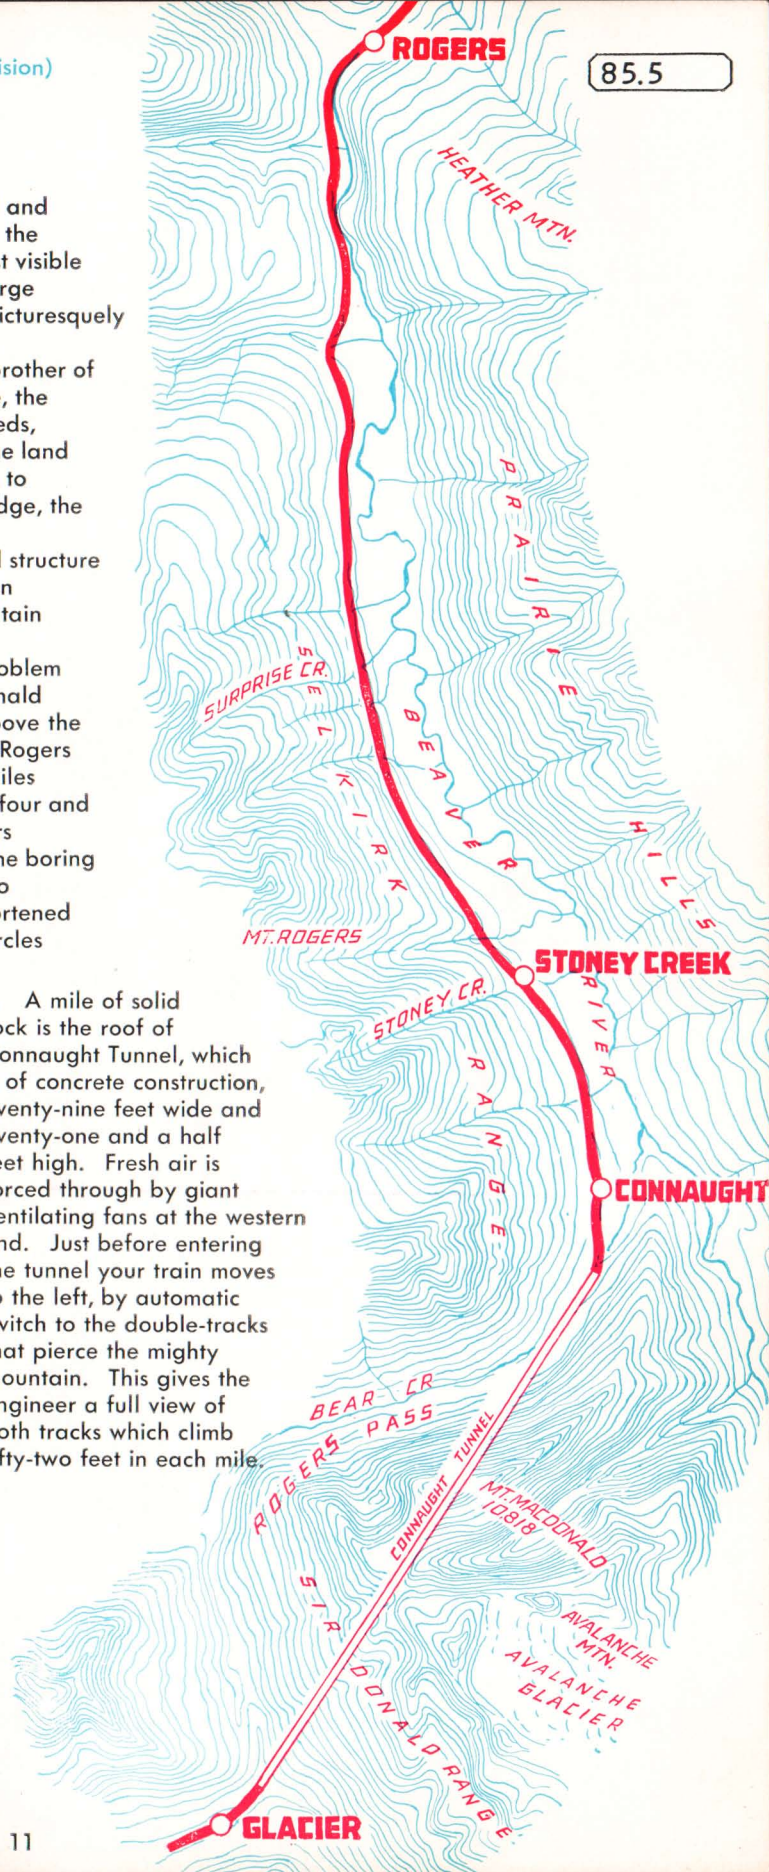 ision)
85.5
ROGERS
HEATHER MTN.
and
the
t visible
rge
icturesquely
rother of
, the
eds,
e land
to
dge, the
structure
n
tain
oblem
nald
ove the
Rogers
iles
four and
rs
ne boring
o
rtened
rcles
A mile of solid
ock is the roof of
onnaught Tunnel, which
of concrete construction,
wenty-nine feet wide and
wenty-one and a half
eet high. Fresh air is
orced through by giant
entilating fans at the western
nd. Just before entering
he tunnel your train moves
o the left, by automatic
witch to the double-tracks
hat pierce the mighty
ountain. This gives the
ngineer a full view of
oth tracks which climb
fty-two feet in each mile.
PRAIRIE
HILLS
SURPRISE CR.
SELKIRK
RANGE
BEAVER
RIVER
MT. ROGERS
STONEY CREEK
STONEY CR.
CONNAUGHT
BEAR CR
ROGERS PASS
CONNAUGHT TUNNEL
MT. MACDONALD
10.818
AVALANCHE
MTN.
AVALANCHE
GLACIER
SIR DONALD RANGE
GLACIER
11